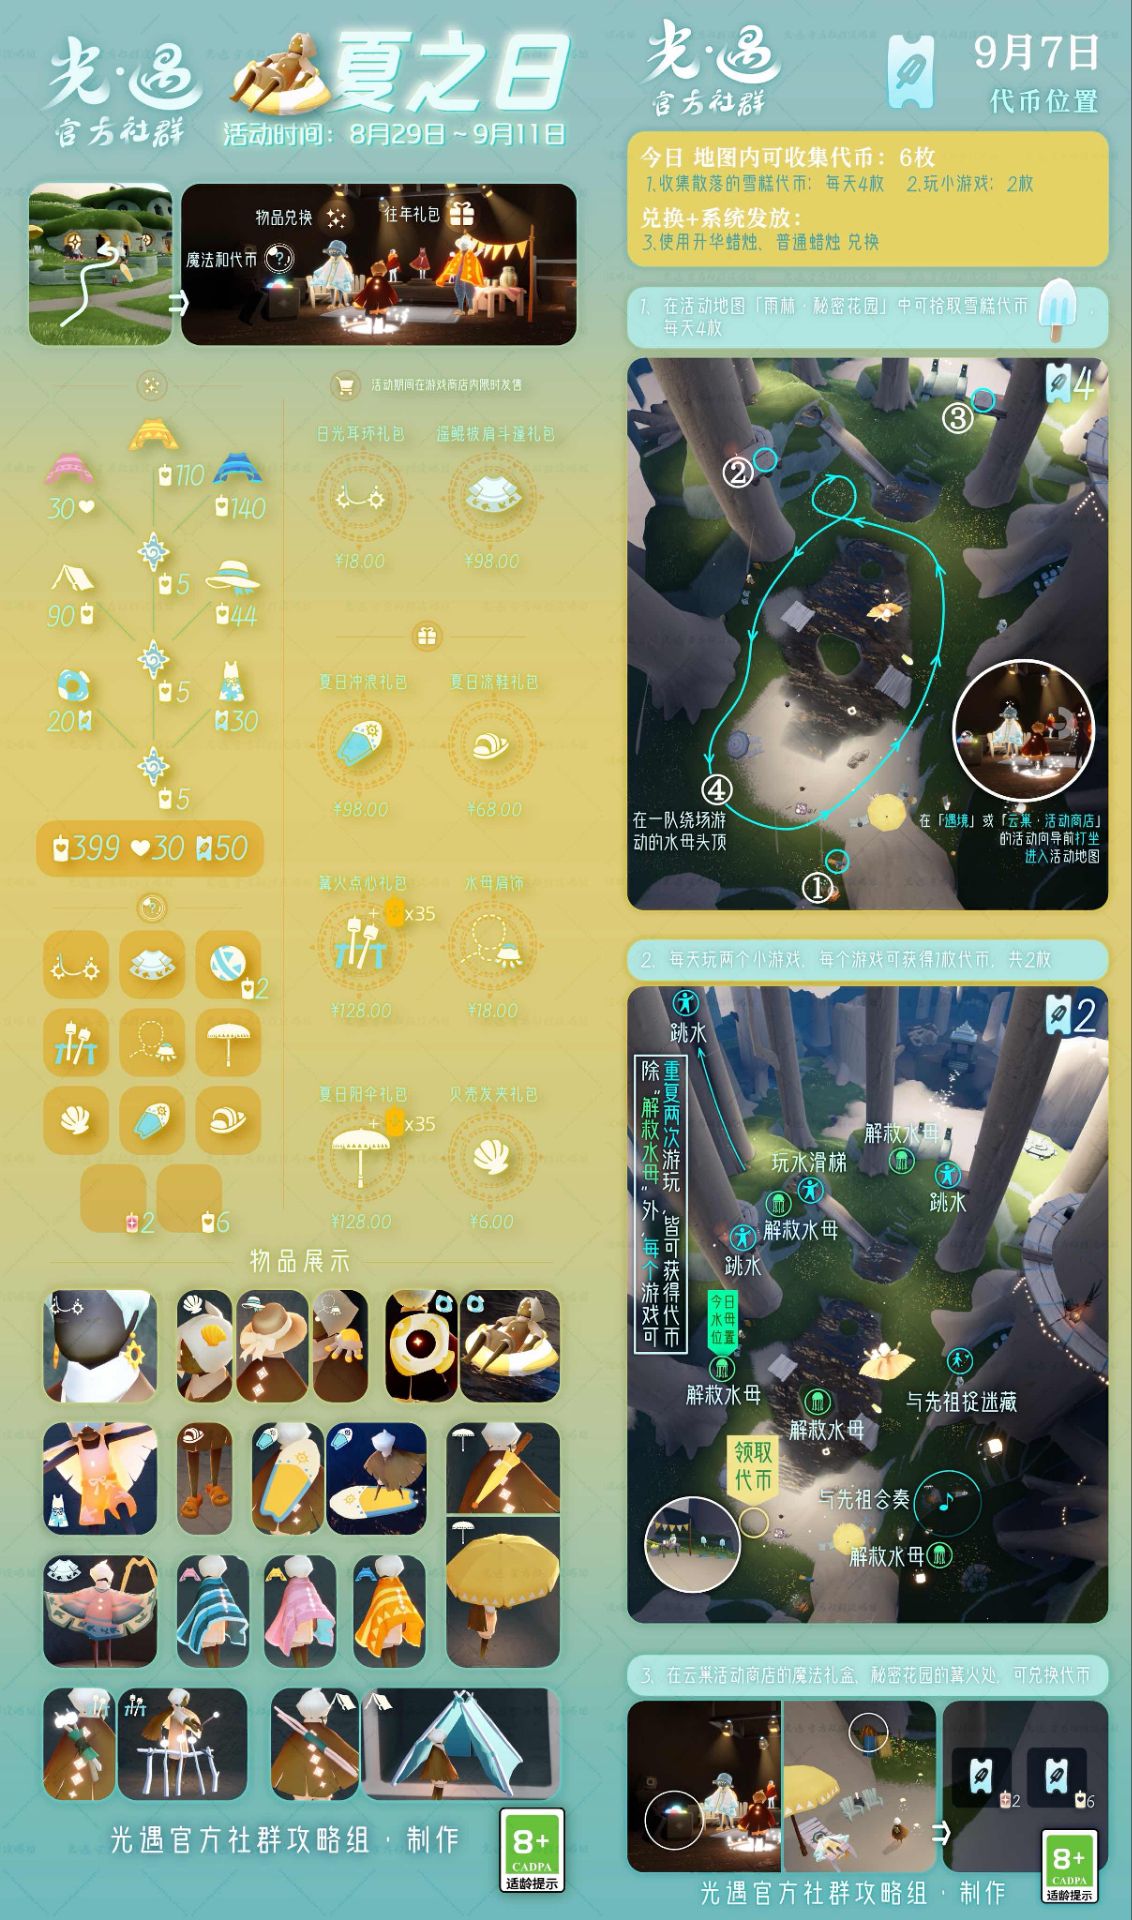 光·遇
官方社群
夏之日
活动时间：8月29日～9月11日
物品兑换
往年礼包
魔法和代币
活动期间在游戏商店内限时发售
110
30
140
5
90
44
5
20
30
5
399 30 50
2
2
6
日光耳环礼包
遥鲲披肩斗篷礼包
¥18.00
¥98.00
夏日冲浪礼包
夏日凉鞋礼包
¥98.00
¥68.00
篝火点心礼包
水母肩饰
+ x35
¥128.00
¥18.00
夏日阳伞礼包
贝壳发夹礼包
+ x35
¥128.00
¥6.00
物品展示
光遇官方社群攻略组·制作
8+
CADPA
适龄提示
光·遇
官方社群
9月7日
代币位置
今日 地图内可收集代币：6枚
1、收集散落的雪糕代币：每天4枚 2、玩小游戏：2枚
兑换+系统发放：
3、使用升华蜡烛、普通蜡烛 兑换
1、在活动地图「雨林·秘密花园」中可拾取雪糕代币，
每天4枚
4
③
②
④
在一队绕场游
动的水母头顶
①
在「遇境」或「云巢·活动商店」
的活动向导前打坐
进入活动地图
2、每天玩两个小游戏，每个游戏可获得1枚代币，共2枚
2
跳水
除“解救水母”外，每个游戏可
重复两次游玩，皆可获得代币
解救水母
玩水滑梯
跳水
解救水母
跳水
今日
水母
位置
解救水母
与先祖捉迷藏
解救水母
领取
代币
与先祖合奏
解救水母
3、在云巢活动商店的魔法礼盒、秘密花园的篝火处，可兑换代币
2
6
光遇官方社群攻略组·制作
8+
CADPA
适龄提示